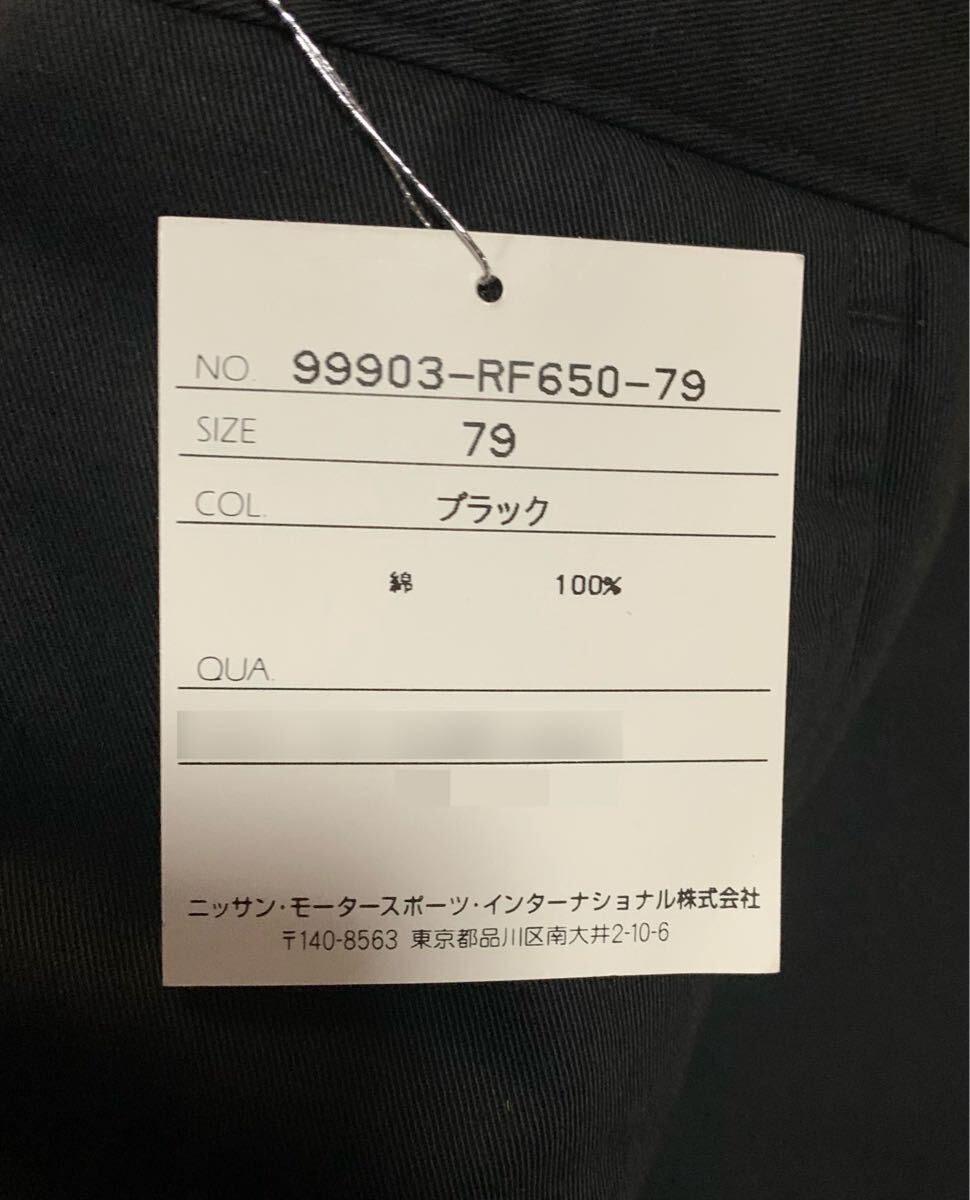 NO. 99903-RF650-79
SIZE 79
COL. ブラック
綿 100%
QUA.
ニッサン・モータースポーツ・インターナショナル株式会社
〒140-8563 東京都品川区南大井2-10-6